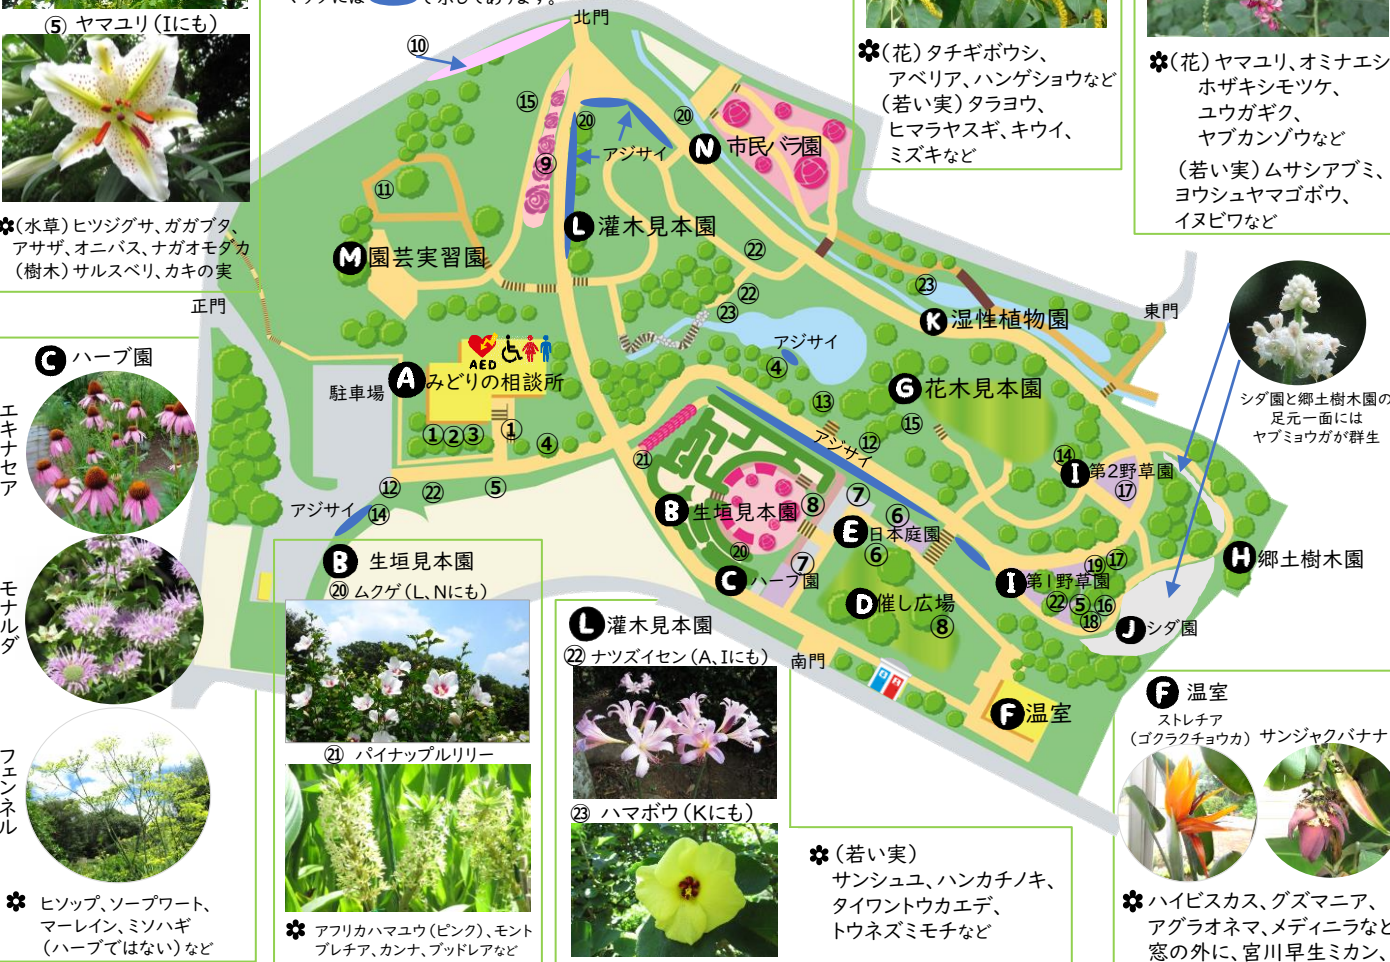 ⑤ ヤマユリ(Iにも)
✽(水草)ヒツジグサ、ガガブタ、
アサザ、オニバス、ナガオモダカ
(樹木)サルスベリ、カキの実
✽(花)タチギボウシ、
アベリア、ハンゲショウなど
(若い実)タラヨウ、
ヒマラヤスギ、キウイ、
ミズキなど
✽(花)ヤマユリ、オミナエシ
ホザキシモツケ、
ユウガギク、
ヤブカンゾウなど
(若い実)ムサシアブミ、
ヨウシュヤマゴボウ、
イヌビワなど
北門
⑩
⑮
⑳
⑳
アジサイ
⑨
⑪
N 市民バラ園
L 灌木見本園
M 園芸実習園
正門
㉒
㉒
㉓
㉓
K 湿性植物園
東門
アジサイ
④
AED
A みどりの相談所
駐車場
G 花木見本園
⑬
⑮
⑫
① ② ③ ①
④
㉑
アジサイ
⑭
I 第2野草園
⑰
⑫ ㉒ ⑤
アジサイ
⑭
B 生垣見本園
⑧ ⑦
⑥
E 日本庭園
⑥
⑳
⑦
C ハーブ園
D 催し広場
⑧
I 第1野草園
⑲ ⑰
㉒ ⑤ ⑯
⑱
H 郷土樹木園
J シダ園
南門
F 温室
シダ園と郷土樹木園の
足元一面には
ヤブミョウガが群生
C ハーブ園
エキナセア
モナルダ
フェンネル
✽ ヒソップ、ソープワート、
マーレイン、ミソハギ
(ハーブではない)など
B 生垣見本園
⑳ ムクゲ(L、Nにも)
㉑ パイナップルリリー
✽ アフリカハマユウ(ピンク)、モント
ブレチア、カンナ、ブッドレアなど
L 灌木見本園
㉒ ナツズイセン(A、Iにも)
㉓ ハマボウ(Kにも)
✽(若い実)
サンシュユ、ハンカチノキ、
タイワントウカエデ、
トウネズミモチなど
F 温室
ストレチア
(ゴクラクチョウカ)
サンジャクバナナ
✽ハイビスカス、グズマニア、
アグラオネマ、メディニラなど
窓の外に、宮川早生ミカン、